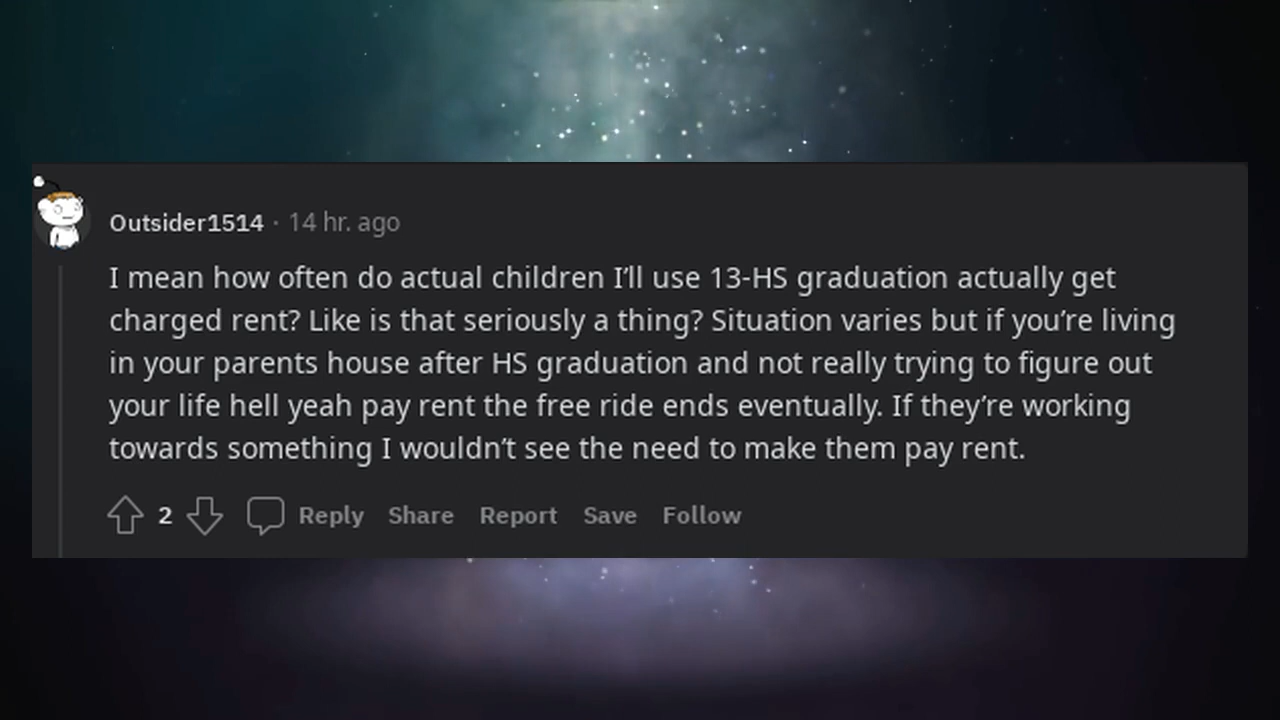 Outsider1514 · 14 hr. ago
I mean how often do actual children I’ll use 13-HS graduation actually get
charged rent? Like is that seriously a thing? Situation varies but if you’re living
in your parents house after HS graduation and not really trying to figure out
your life hell yeah pay rent the free ride ends eventually. If they’re working
towards something I wouldn’t see the need to make them pay rent.
2 Reply Share Report Save Follow